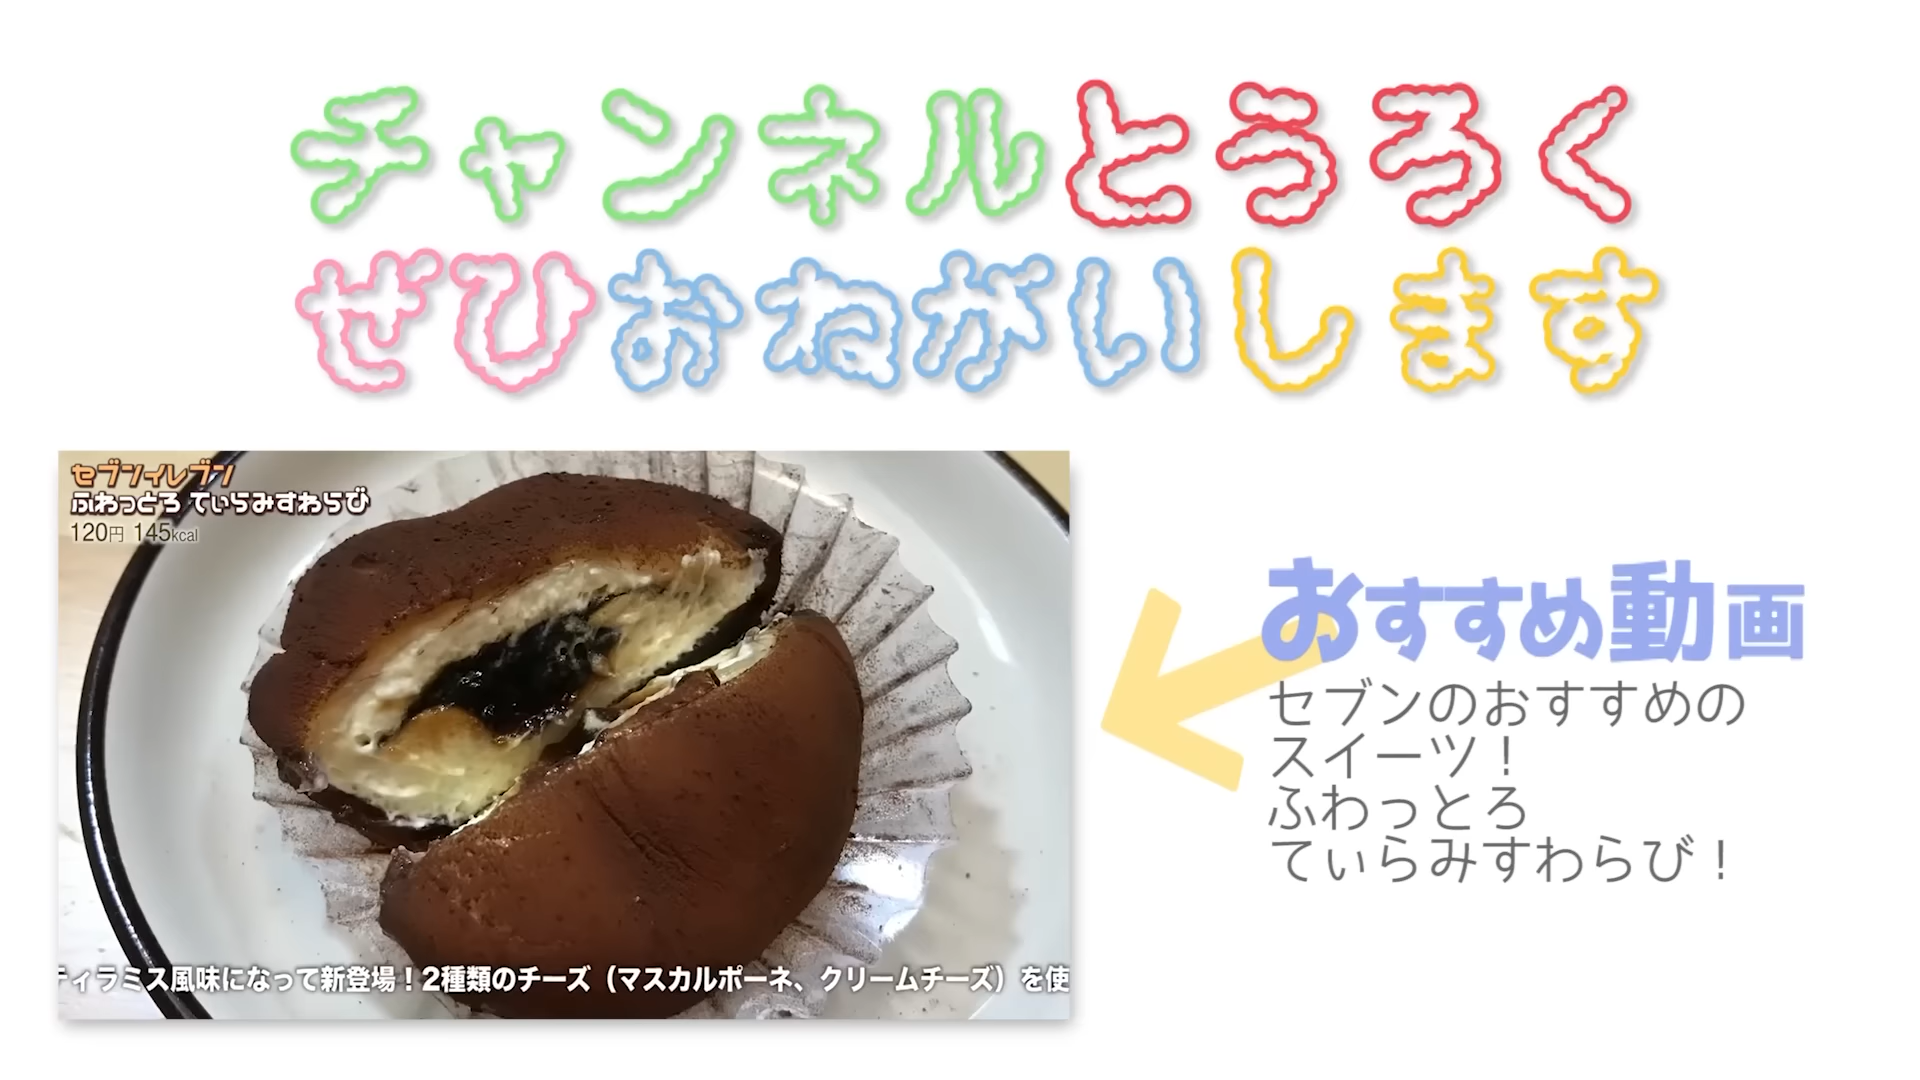 チャンネルとうろく
ぜひおねがいします
セブンイレブン
ふわっとろ てぃらみすわらび
120円 145kcal
ティラミス風味になって新登場！2種類のチーズ（マスカルポーネ、クリームチーズ）を使
おすすめ動画
セブンのおすすめの
スイーツ！
ふわっとろ
てぃらみすわらび！